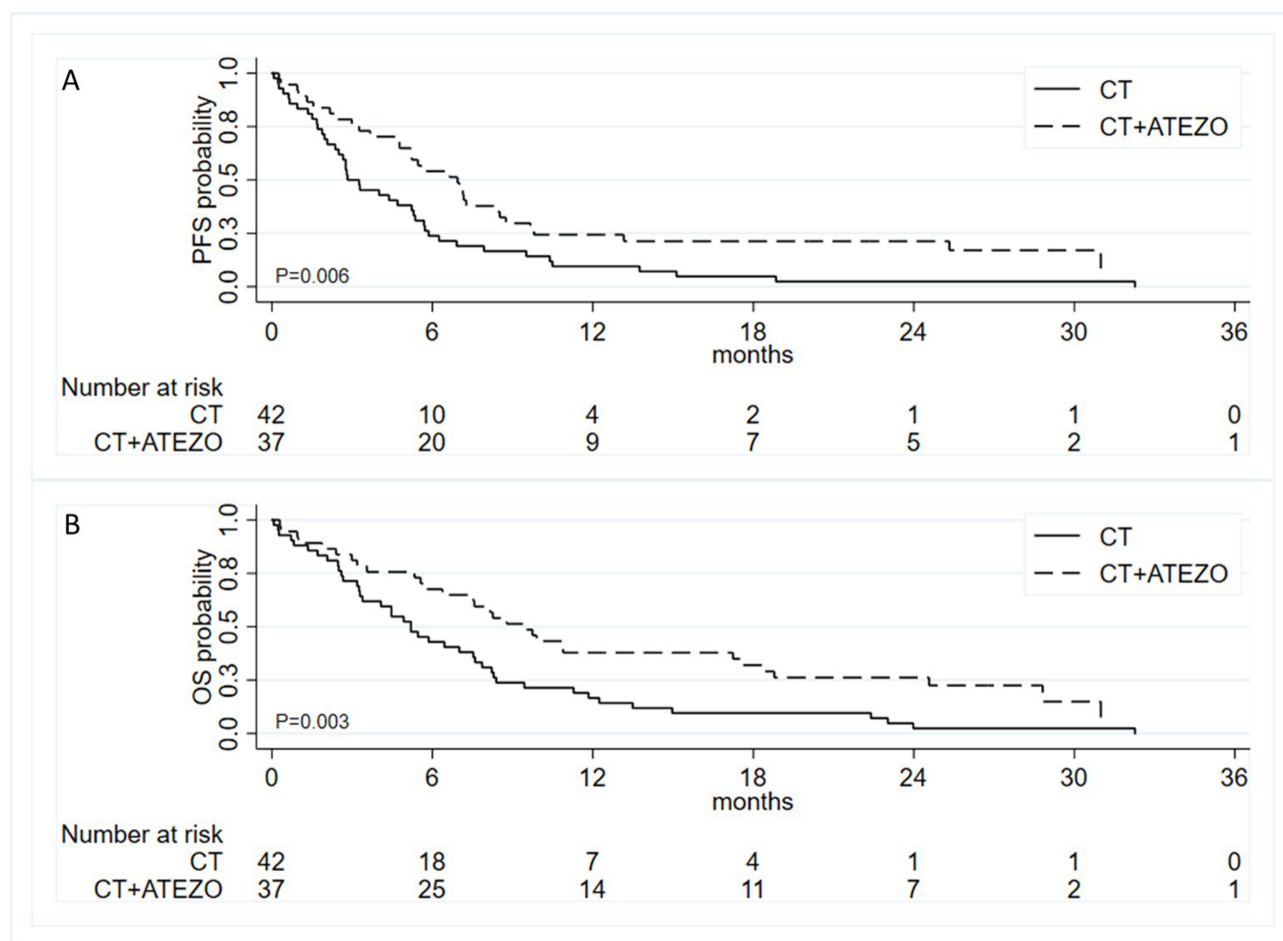 A
PFS probability
1.0
0.8
0.5
0.3
0.0
CT
CT+ATEZO
P=0.006
0 6 12 18 24 30 36
months
Number at risk
CT 42 10 4 2 1 1 0
CT+ATEZO 37 20 9 7 5 2 1
B
OS probability
1.0
0.8
0.5
0.3
0.0
CT
CT+ATEZO
P=0.003
0 6 12 18 24 30 36
months
Number at risk
CT 42 18 7 4 1 1 0
CT+ATEZO 37 25 14 11 7 2 1